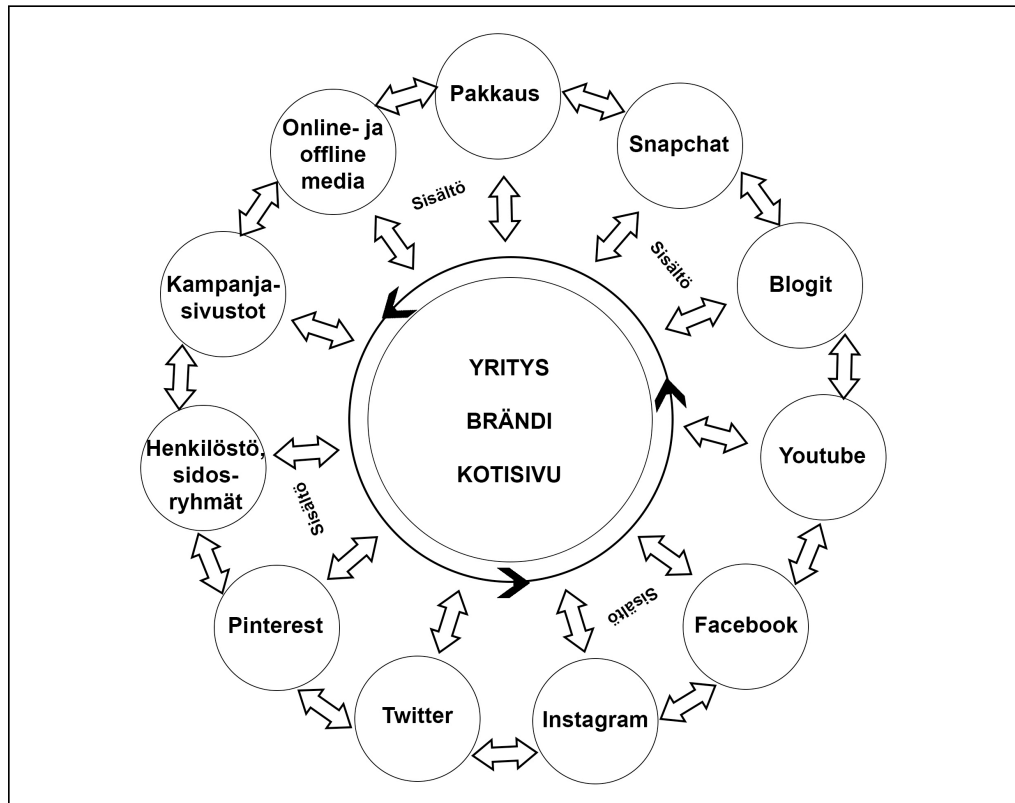 Pakkaus
Snapchat
Blogit
Youtube
Facebook
Instagram
Twitter
Pinterest
Henkilöstö,
sidos-
ryhmät
Kampanja-
sivustot
Online- ja
offline
media
Sisältö
Sisältö
Sisältö
Sisältö
YRITYS
BRÄNDI
KOTISIVU